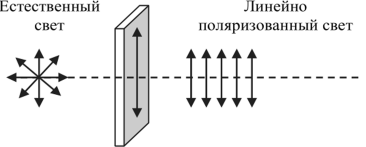 Естественный
свет
Линейно
поляризованный свет